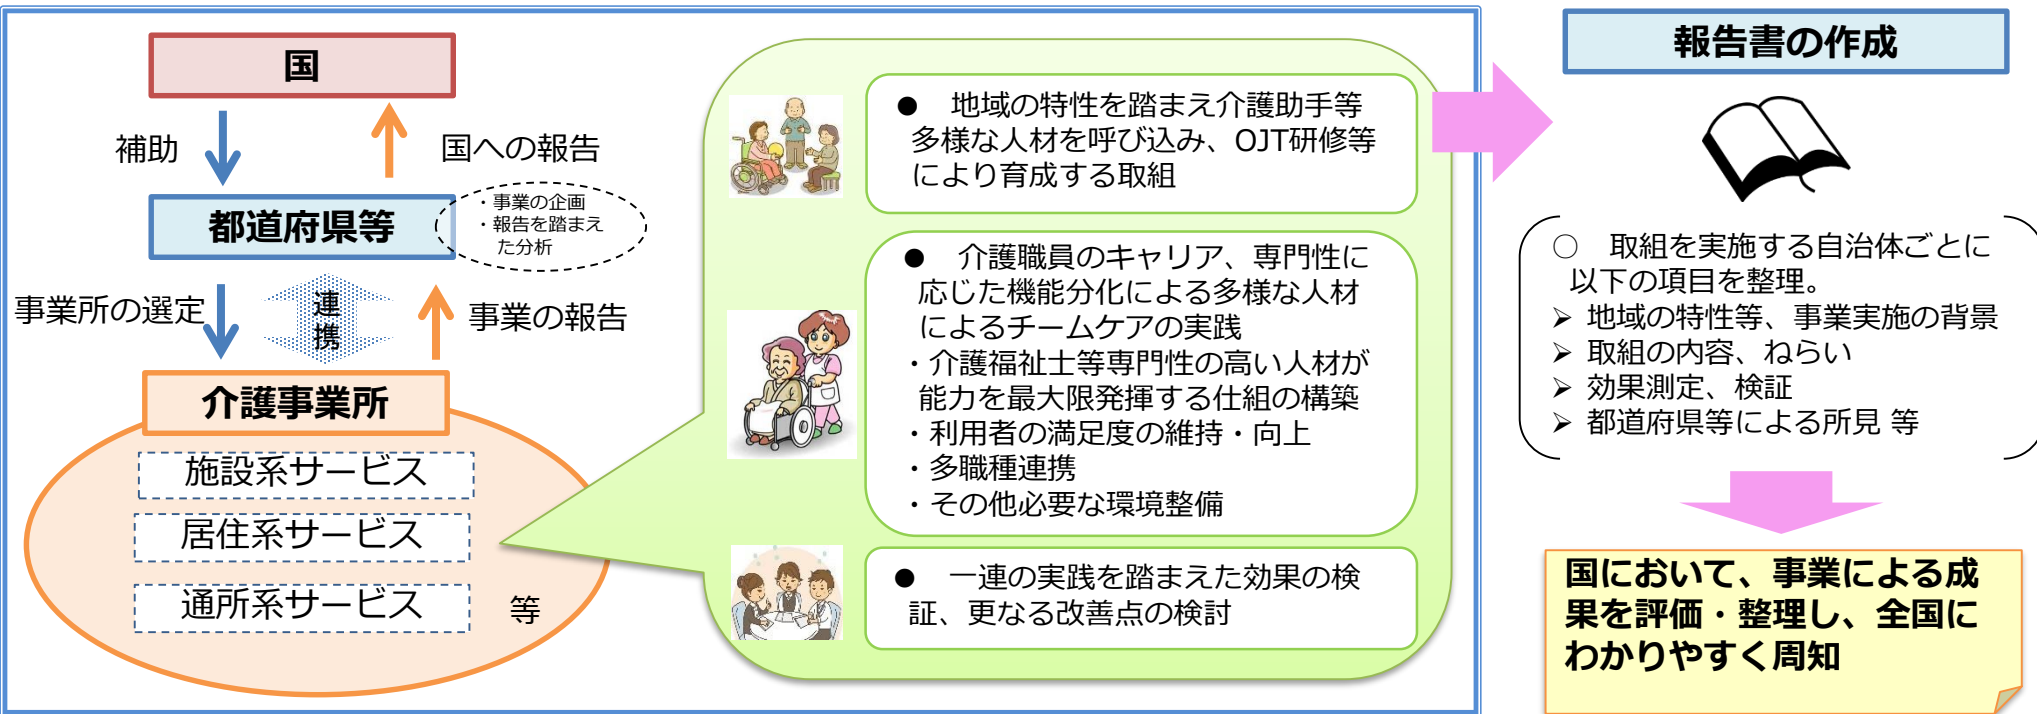 国
補助
国への報告
都道府県等
・事業の企画
・報告を踏まえ
た分析
事業所の選定
連
携
事業の報告
介護事業所
施設系サービス
居住系サービス
通所系サービス
等
● 地域の特性を踏まえ介護助手等
多様な人材を呼び込み、OJT研修等
により育成する取組
● 介護職員のキャリア、専門性に
応じた機能分化による多様な人材
によるチームケアの実践
・介護福祉士等専門性の高い人材が
能力を最大限発揮する仕組の構築
・利用者の満足度の維持・向上
・多職種連携
・その他必要な環境整備
● 一連の実践を踏まえた効果の検
証、更なる改善点の検討
報告書の作成
○ 取組を実施する自治体ごとに
以下の項目を整理。
➢ 地域の特性等、事業実施の背景
➢ 取組の内容、ねらい
➢ 効果測定、検証
➢ 都道府県等による所見 等
国において、事業による成
果を評価・整理し、全国に
わかりやすく周知